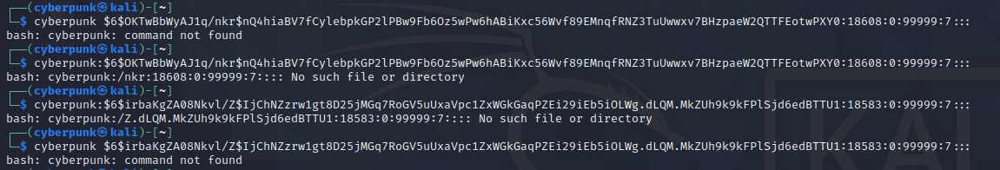 ┌──(cyberpunk㉿kali)-[~]
└─$ cyberpunk $6$OKTwBbWyAJ1q/nkr$nQ4hiaBV7fCylebpkGP2lPBw9Fb6Oz5wPw6hABiKxc56Wvf89EMnqfRNZ3TuUwwxv7BHzpaeW2QTTFEotwPXY0:18608:0:99999:7:::
bash: cyberpunk: command not found
┌──(cyberpunk㉿kali)-[~]
└─$ cyberpunk:$6$OKTwBbWyAJ1q/nkr$nQ4hiaBV7fCylebpkGP2lPBw9Fb6Oz5wPw6hABiKxc56Wvf89EMnqfRNZ3TuUwwxv7BHzpaeW2QTTFEotwPXY0:18608:0:99999:7:::
bash: cyberpunk:/nkr:18608:0:99999:7:::: No such file or directory
┌──(cyberpunk㉿kali)-[~]
└─$ cyberpunk:$6$irbaKgZA08Nkvl/Z$IjChNZzrw1gt8D25jMGq7RoGV5uUxaVpc1ZxWGkGaqPZEi29iEb5iOLWg.dLQM.MkZUh9k9kFPlSjd6edBTTU1:18583:0:99999:7:::
bash: cyberpunk:/Z.dLQM.MkZUh9k9kFPlSjd6edBTTU1:18583:0:99999:7:::: No such file or directory
┌──(cyberpunk㉿kali)-[~]
└─$ cyberpunk $6$irbaKgZA08Nkvl/Z$IjChNZzrw1gt8D25jMGq7RoGV5uUxaVpc1ZxWGkGaqPZEi29iEb5iOLWg.dLQM.MkZUh9k9kFPlSjd6edBTTU1:18583:0:99999:7:::
bash: cyberpunk: command not found